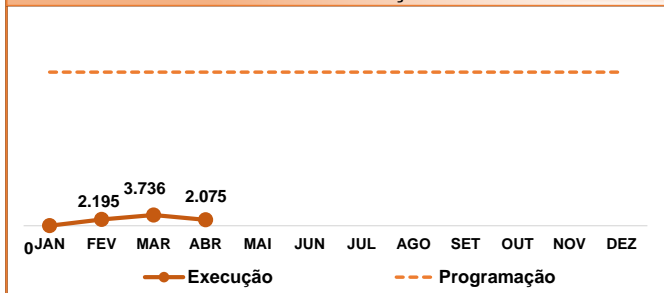 3.736
2.195 2.075
0 JAN FEV MAR ABR MAI JUN JUL AGO SET OUT NOV DEZ
Execução Programação